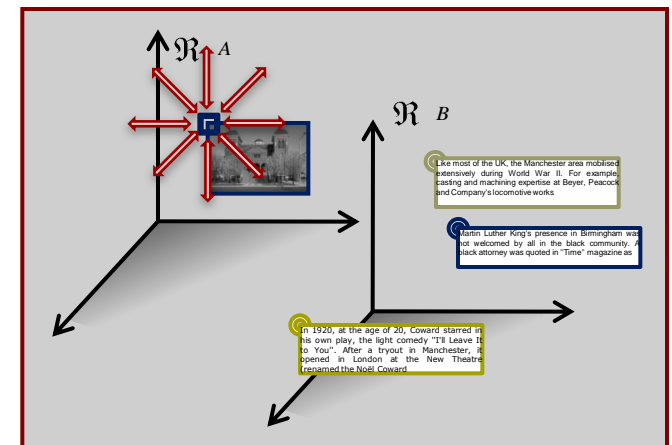 ℜ A
ℜ B
Like most of the UK, the Manchester area mobilised
extensively during World War II. For example,
casting and machining expertise at Beyer, Peacock
and Company's locomotive works
Martin Luther King's presence in Birmingham was
not welcomed by all in the black community. A
black attorney was quoted in "Time" magazine as
In 1920, at the age of 20, Coward starred in
his own play, the light comedy "I'll Leave It
to You". After a tryout in Manchester, it
opened in London at the New Theatre
(renamed the Noël Coward